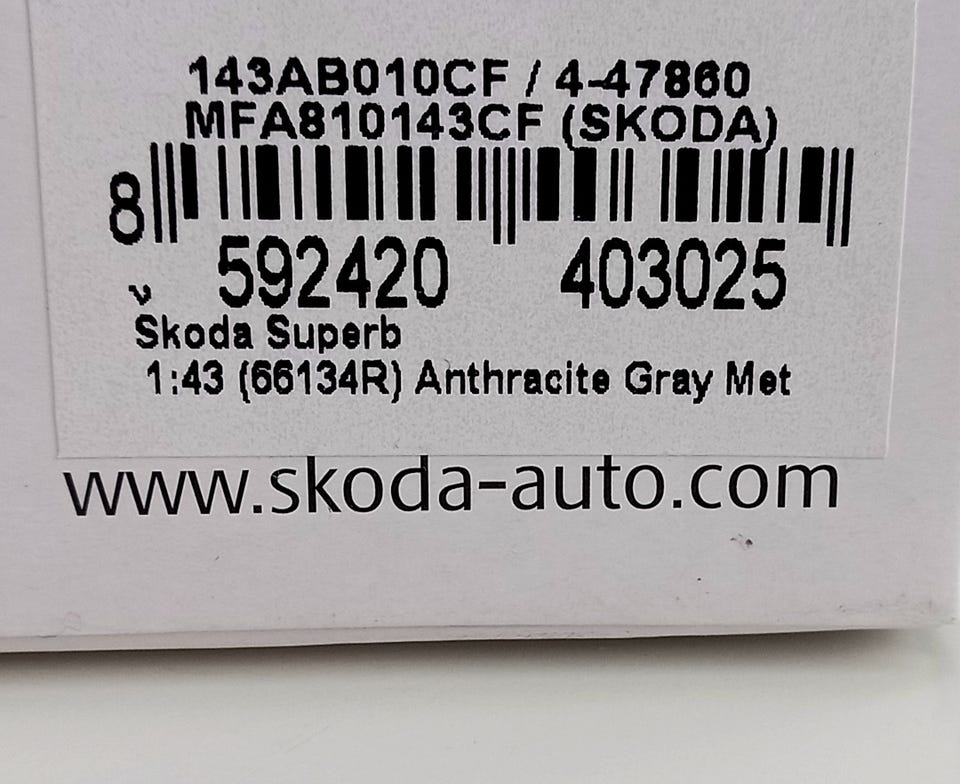 143AB010CF / 4-47860
MFA810143CF (SKODA)
8 592420 403025
Skoda Superb
1:43 (66134R) Anthracite Gray Met
www.skoda-auto.com